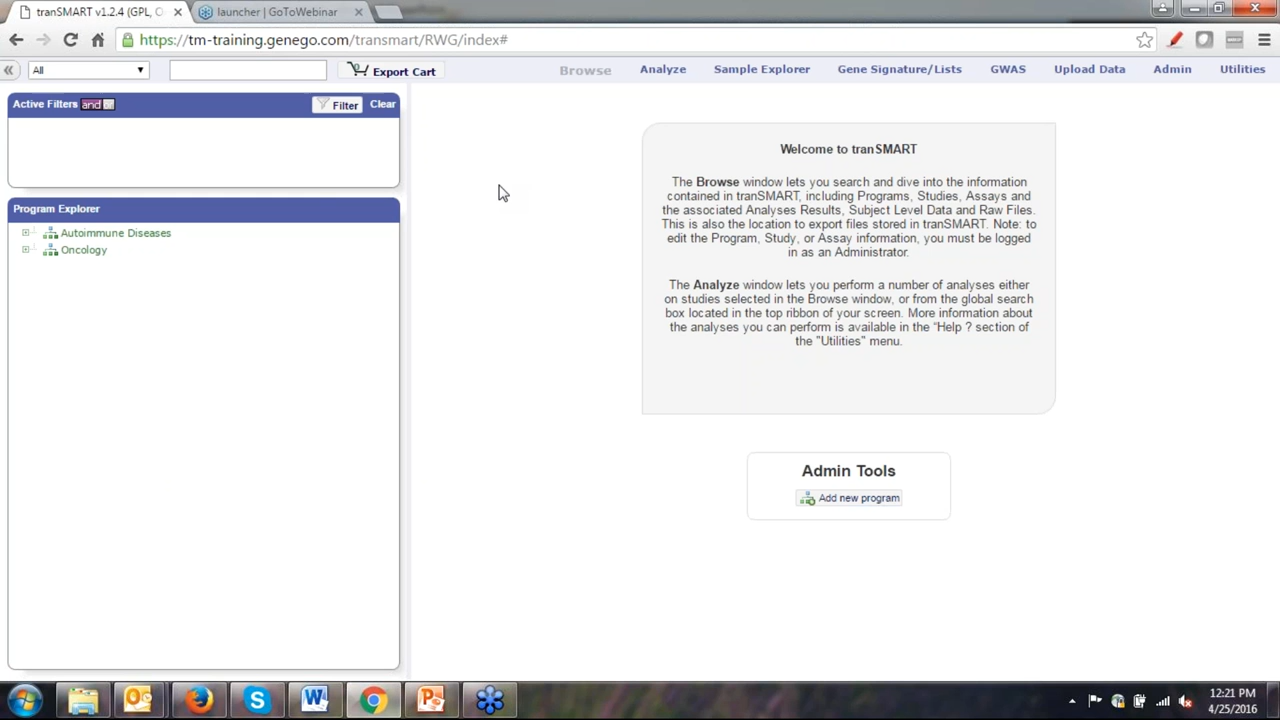 tranSMART v1.2.4 (GPL, O
launcher | GoToWebinar
https://tm-training.genego.com/transmart/RWG/index#
All
Export Cart
Browse
Analyze
Sample Explorer
Gene Signature/Lists
GWAS
Upload Data
Admin
Utilities
Active Filters and or
Filter
Clear
Program Explorer
Autoimmune Diseases
Oncology
Welcome to tranSMART
The Browse window lets you search and dive into the information
contained in tranSMART, including Programs, Studies, Assays and
the associated Analyses Results, Subject Level Data and Raw Files.
This is also the location to export files stored in tranSMART. Note: to
edit the Program, Study, or Assay information, you must be logged
in as an Administrator.
The Analyze window lets you perform a number of analyses either
on studies selected in the Browse window, or from the global search
box located in the top ribbon of your screen. More information about
the analyses you can perform is available in the “Help ? section of
the "Utilities" menu.
Admin Tools
Add new program
12:21 PM
4/25/2016